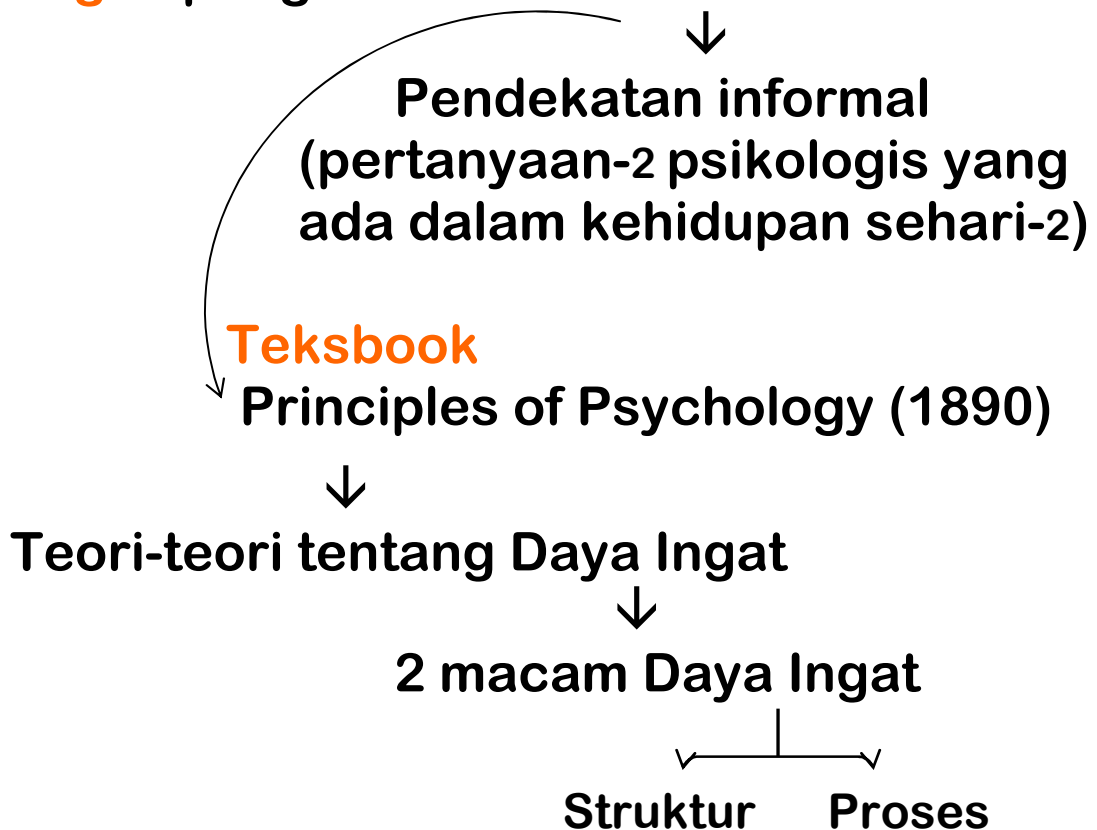 Pendekatan informal
(pertanyaan-2 psikologis yang
ada dalam kehidupan sehari-2)
Teksbook
Principles of Psychology (1890)
Teori-teori tentang Daya Ingat
2 macam Daya Ingat
Struktur Proses